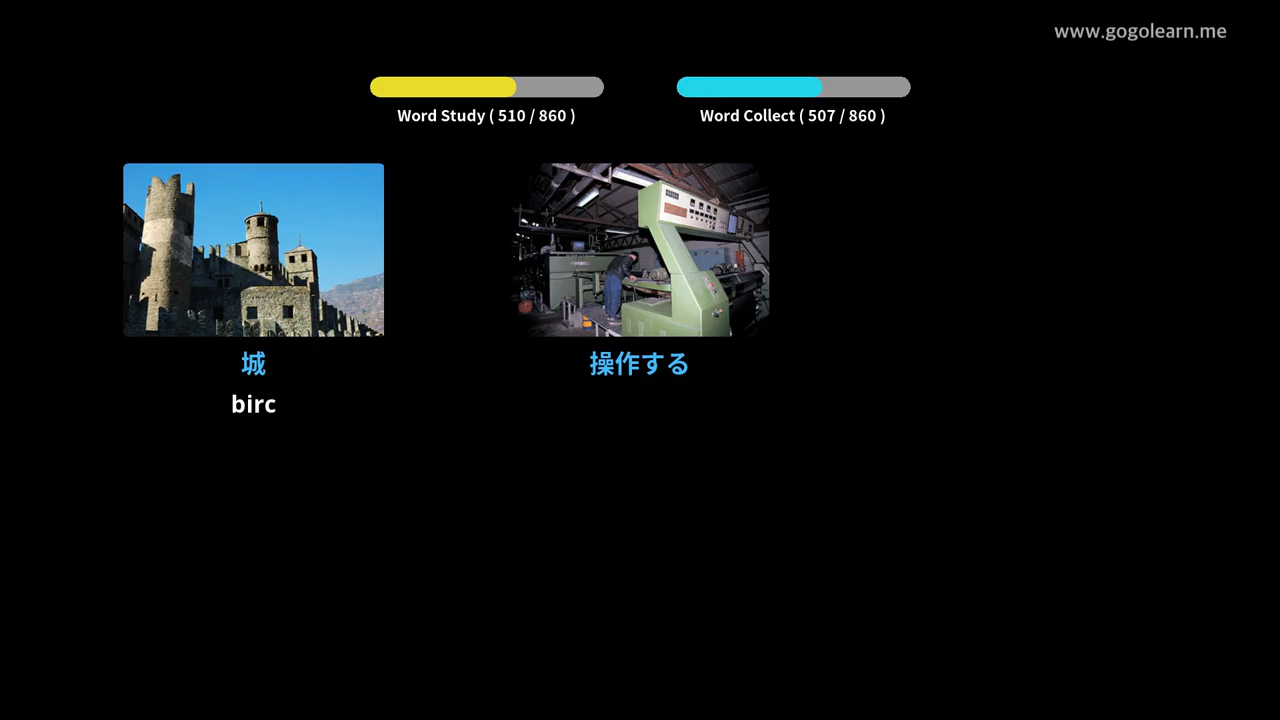 www.gogolearn.me
Word Study ( 510 / 860 )
Word Collect ( 507 / 860 )
城
操作する
birc